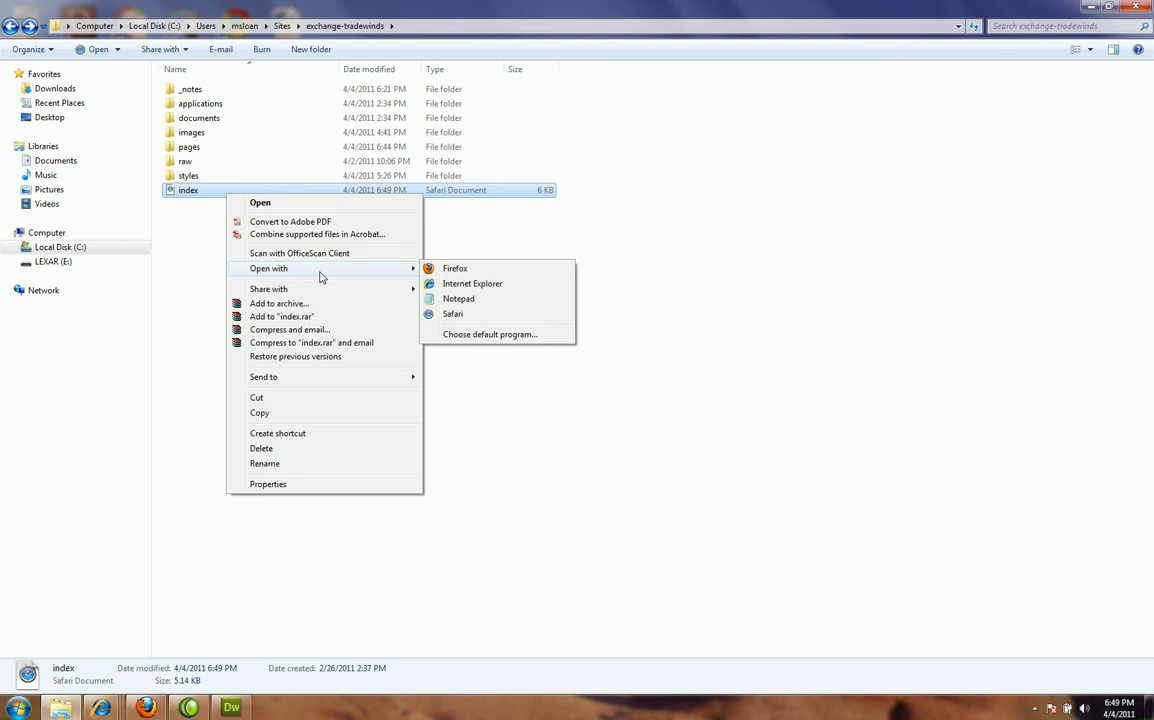 Computer ▸ Local Disk (C:) ▸ Users ▸ msloan ▸ Sites ▸ exchange-tradewinds ▸
Search exchange-tradewinds
Organize
Open
Share with
E-mail
Burn
New folder
Favorites
Downloads
Recent Places
Desktop
Libraries
Documents
Music
Pictures
Videos
Computer
Local Disk (C:)
LEXAR (E:)
Network
Name Date modified Type Size
_notes 4/4/2011 6:21 PM File folder
applications 4/4/2011 2:34 PM File folder
documents 4/4/2011 2:34 PM File folder
images 4/4/2011 4:41 PM File folder
pages 4/4/2011 6:44 PM File folder
raw 4/2/2011 10:06 PM File folder
styles 4/4/2011 5:26 PM File folder
index 4/4/2011 6:49 PM Safari Document 6 KB
Open
Convert to Adobe PDF
Combine supported files in Acrobat...
Scan with OfficeScan Client
Open with
Share with
Add to archive...
Add to "index.rar"
Compress and email...
Compress to "index.rar" and email
Restore previous versions
Send to
Cut
Copy
Create shortcut
Delete
Rename
Properties
Firefox
Internet Explorer
Notepad
Safari
Choose default program...
index Date modified: 4/4/2011 6:49 PM Date created: 2/26/2011 2:37 PM
Safari Document Size: 5.14 KB
Dw
6:49 PM
4/4/2011